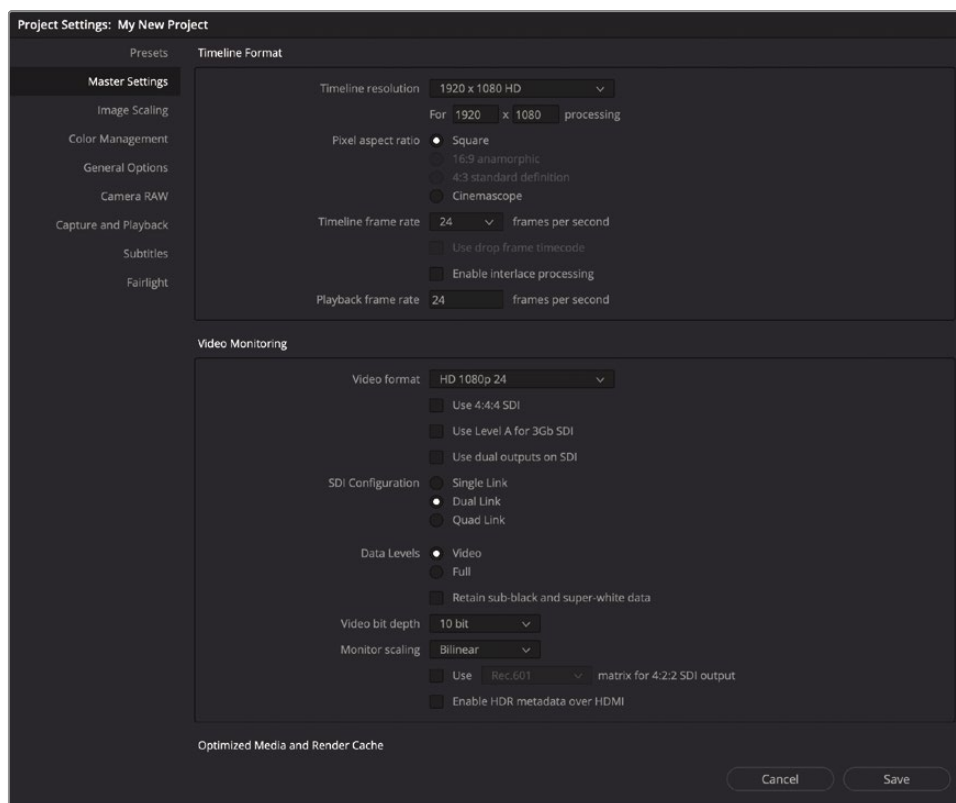 Project Settings: My New Project
Presets
Master Settings
Image Scaling
Color Management
General Options
Camera RAW
Capture and Playback
Subtitles
Fairlight
Timeline Format
Timeline resolution 1920 x 1080 HD
For 1920 x 1080 processing
Pixel aspect ratio Square
16:9 anamorphic
4:3 standard definition
Cinemascope
Timeline frame rate 24 frames per second
Use drop frame timecode
Enable interlace processing
Playback frame rate 24 frames per second
Video Monitoring
Video format HD 1080p 24
Use 4:4:4 SDI
Use Level A for 3Gb SDI
Use dual outputs on SDI
SDI Configuration Single Link
Dual Link
Quad Link
Data Levels Video
Full
Retain sub-black and super-white data
Video bit depth 10 bit
Monitor scaling Bilinear
Use Rec.601 matrix for 4:2:2 SDI output
Enable HDR metadata over HDMI
Optimized Media and Render Cache
Cancel Save